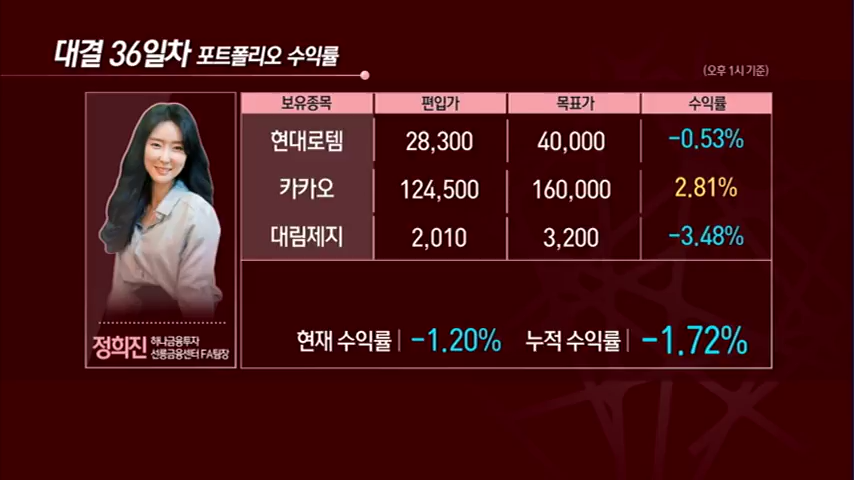 대결 36일차 포트폴리오 수익률
(오후 1시 기준)
보유종목 편입가 목표가 수익률
현대로템 28,300 40,000 -0.53%
카카오 124,500 160,000 2.81%
대림제지 2,010 3,200 -3.48%
정희진 하나금융투자
선릉금융센터 FA팀장
현재 수익률 -1.20% 누적 수익률 -1.72%